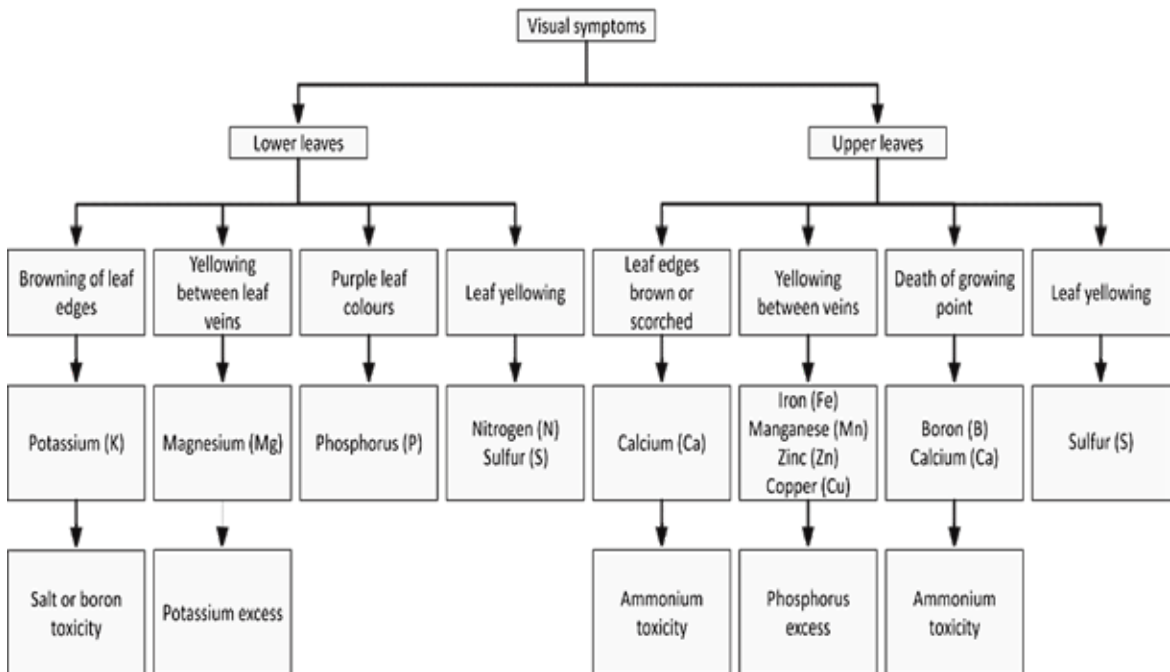 Visual symptoms
Lower leaves
Upper leaves
Browning of leaf
edges
Yellowing
between leaf
veins
Purple leaf
colours
Leaf yellowing
Leaf edges
brown or
scorched
Yellowing
between veins
Death of growing
point
Leaf yellowing
Potassium (K)
Magnesium (Mg)
Phosphorus (P)
Nitrogen (N)
Sulfur (S)
Calcium (Ca)
Iron (Fe)
Manganese (Mn)
Zinc (Zn)
Copper (Cu)
Boron (B)
Calcium (Ca)
Sulfur (S)
Salt or boron
toxicity
Potassium excess
Ammonium
toxicity
Phosphorus
excess
Ammonium
toxicity